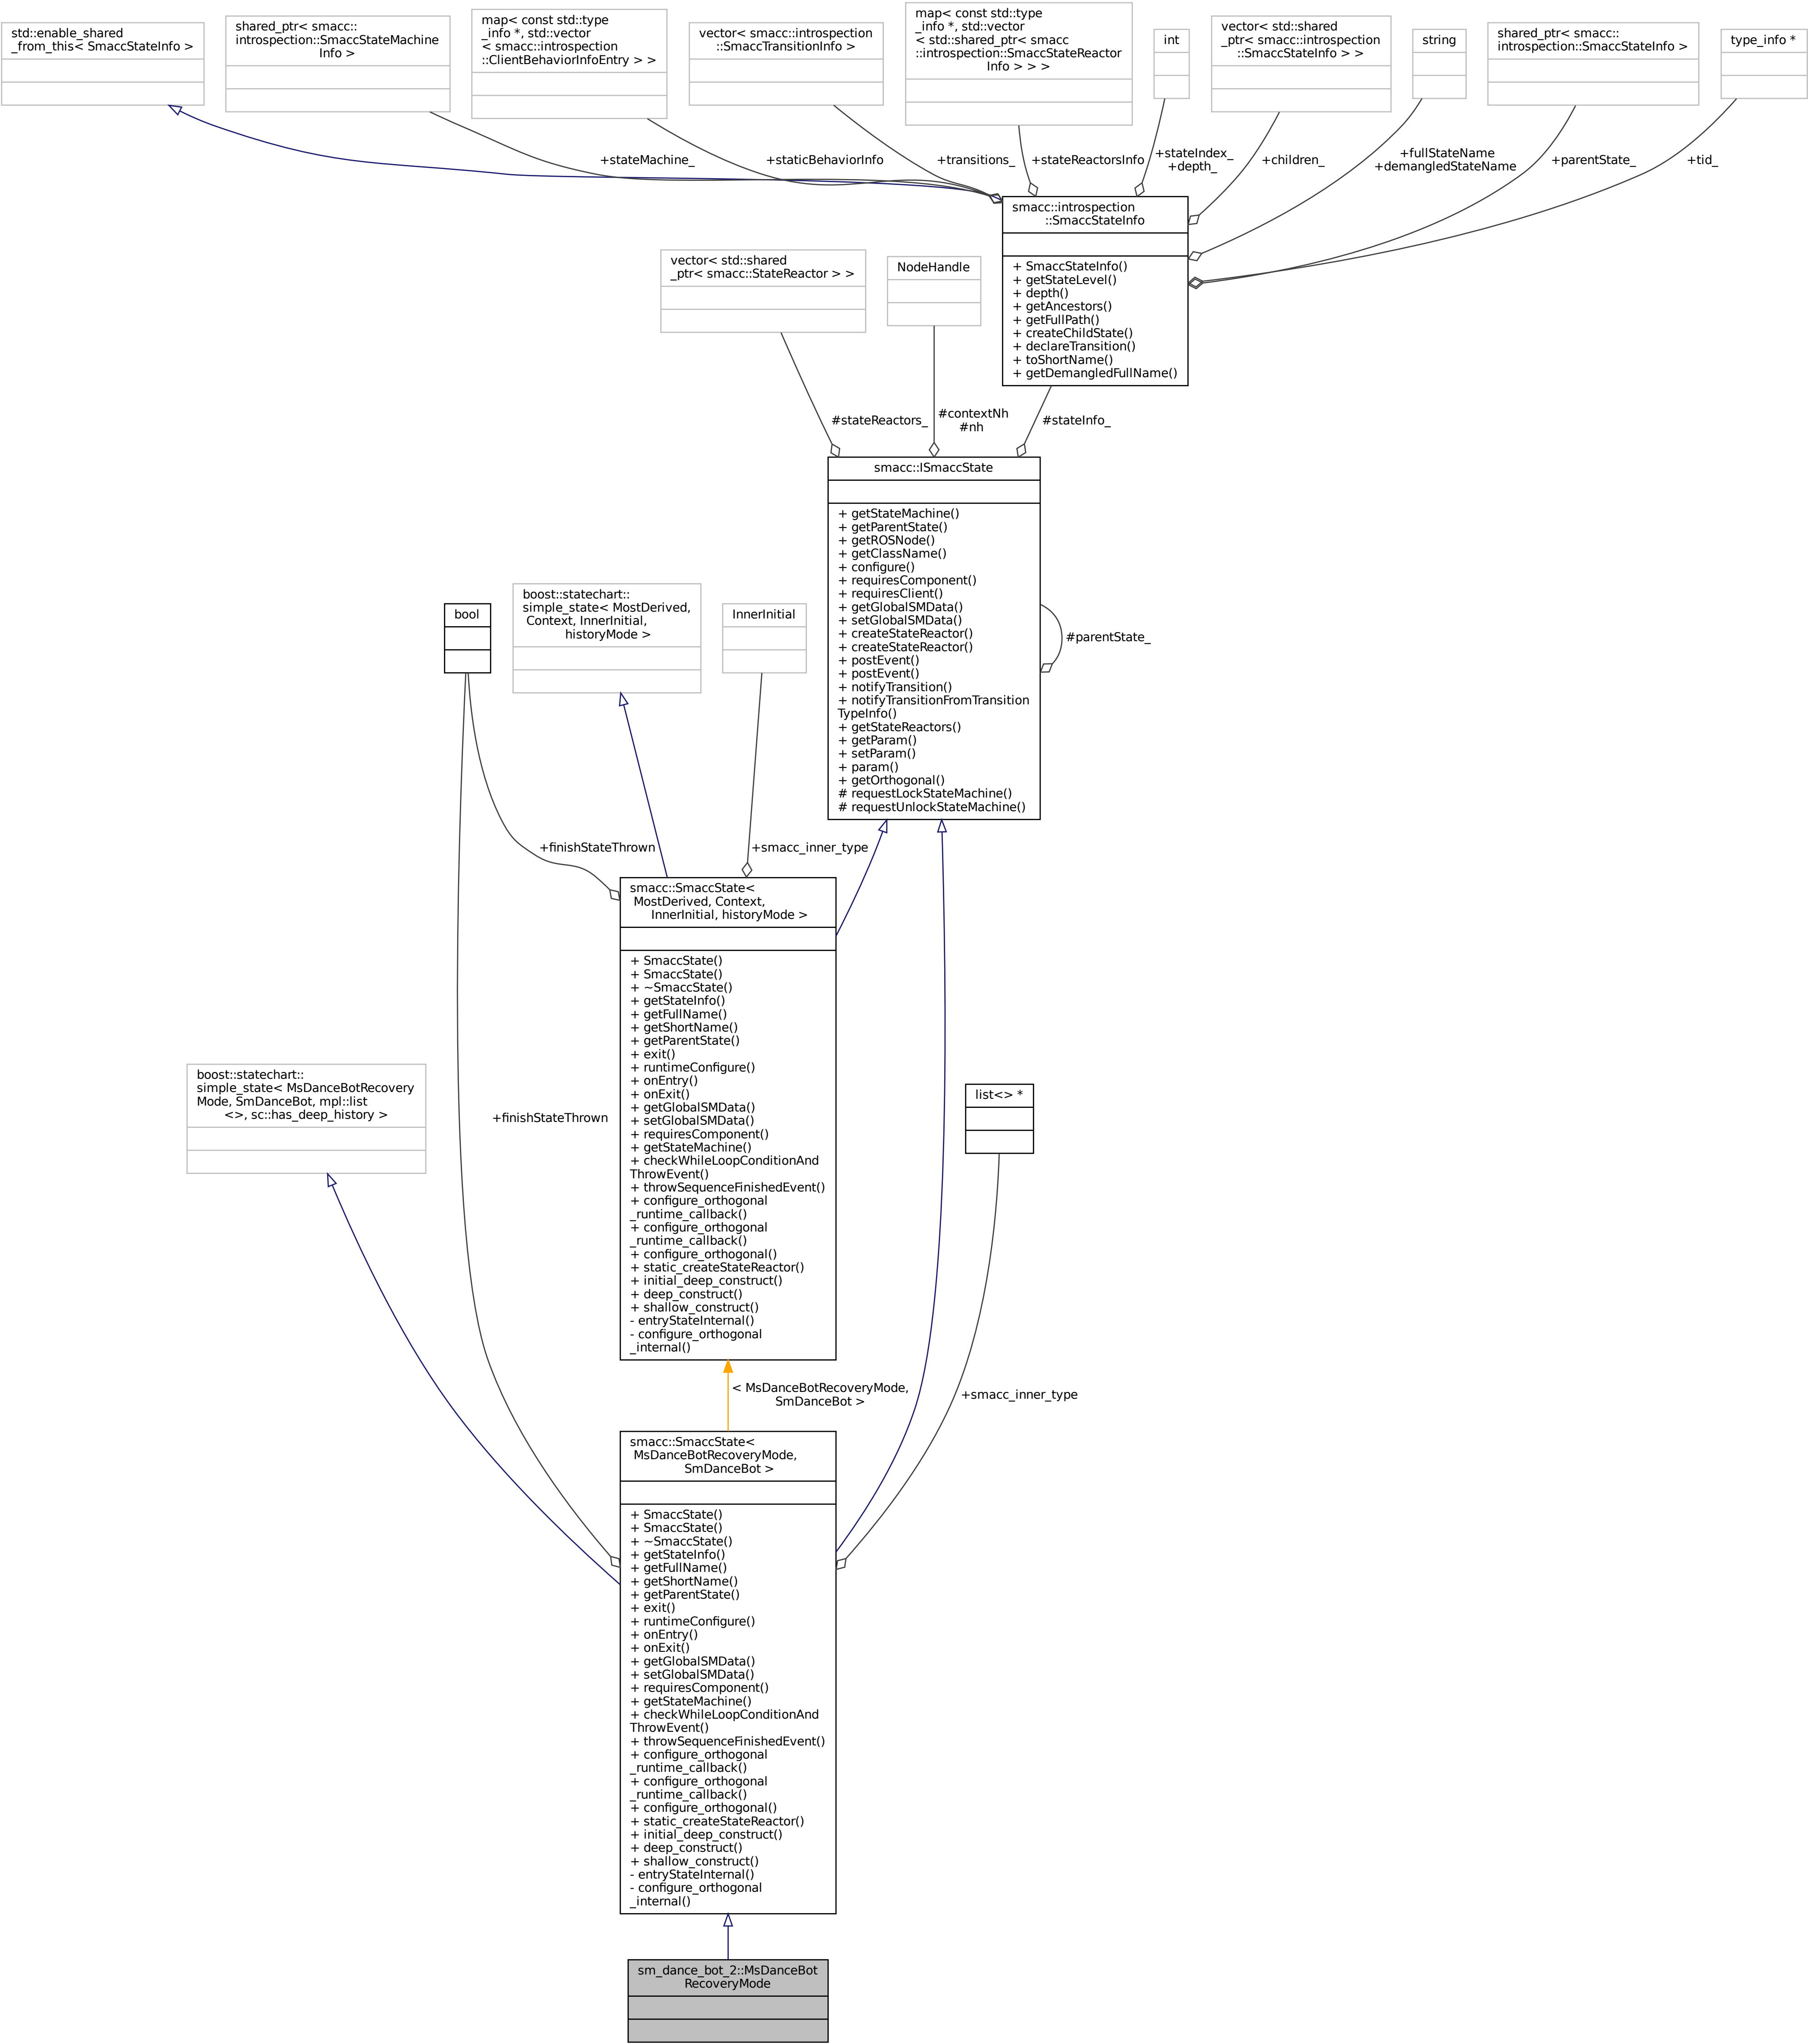 std::enable_shared
_from_this< SmaccStateInfo >
shared_ptr< smacc::
introspection::SmaccStateMachine
Info >
map< const std::type
_info *, std::vector
< smacc::introspection
::ClientBehaviorInfoEntry > >
vector< smacc::introspection
::SmaccTransitionInfo >
map< const std::type
_info *, std::vector
< std::shared_ptr< smacc
::introspection::SmaccStateReactor
Info > > >
int
vector< std::shared
_ptr< smacc::introspection
::SmaccStateInfo > >
string
shared_ptr< smacc::
introspection::SmaccStateInfo >
type_info *
+stateMachine_
+staticBehaviorInfo
+transitions_
+stateReactorsInfo
+stateIndex_
+depth_
+children_
+fullStateName
+demangledStateName
+parentState_
+tid_
smacc::introspection
::SmaccStateInfo
+ SmaccStateInfo()
+ getStateLevel()
+ depth()
+ getAncestors()
+ getFullPath()
+ createChildState()
+ declareTransition()
+ toShortName()
+ getDemangledFullName()
vector< std::shared
_ptr< smacc::StateReactor > >
NodeHandle
#stateReactors_
#contextNh
#nh
#stateInfo_
smacc::ISmaccState
+ getStateMachine()
+ getParentState()
+ getROSNode()
+ getClassName()
+ configure()
+ requiresComponent()
+ requiresClient()
+ getGlobalSMData()
+ setGlobalSMData()
+ createStateReactor()
+ createStateReactor()
+ postEvent()
+ postEvent()
+ notifyTransition()
+ notifyTransitionFromTransition
TypeInfo()
+ getStateReactors()
+ getParam()
+ setParam()
+ param()
+ getOrthogonal()
# requestLockStateMachine()
# requestUnlockStateMachine()
#parentState_
bool
boost::statechart::
simple_state< MostDerived,
Context, InnerInitial,
historyMode >
InnerInitial
+finishStateThrown
+smacc_inner_type
smacc::SmaccState<
MostDerived, Context,
InnerInitial, historyMode >
+ SmaccState()
+ SmaccState()
+ ~SmaccState()
+ getStateInfo()
+ getFullName()
+ getShortName()
+ getParentState()
+ exit()
+ runtimeConfigure()
+ onEntry()
+ onExit()
+ getGlobalSMData()
+ setGlobalSMData()
+ requiresComponent()
+ getStateMachine()
+ checkWhileLoopConditionAnd
ThrowEvent()
+ throwSequenceFinishedEvent()
+ configure_orthogonal
_runtime_callback()
+ configure_orthogonal
_runtime_callback()
+ configure_orthogonal()
+ static_createStateReactor()
+ initial_deep_construct()
+ deep_construct()
+ shallow_construct()
- entryStateInternal()
- configure_orthogonal
_internal()
boost::statechart::
simple_state< MsDanceBotRecovery
Mode, SmDanceBot, mpl::list
<>, sc::has_deep_history >
+finishStateThrown
list<> *
< MsDanceBotRecoveryMode,
SmDanceBot >
+smacc_inner_type
smacc::SmaccState<
MsDanceBotRecoveryMode,
SmDanceBot >
+ SmaccState()
+ SmaccState()
+ ~SmaccState()
+ getStateInfo()
+ getFullName()
+ getShortName()
+ getParentState()
+ exit()
+ runtimeConfigure()
+ onEntry()
+ onExit()
+ getGlobalSMData()
+ setGlobalSMData()
+ requiresComponent()
+ getStateMachine()
+ checkWhileLoopConditionAnd
ThrowEvent()
+ throwSequenceFinishedEvent()
+ configure_orthogonal
_runtime_callback()
+ configure_orthogonal
_runtime_callback()
+ configure_orthogonal()
+ static_createStateReactor()
+ initial_deep_construct()
+ deep_construct()
+ shallow_construct()
- entryStateInternal()
- configure_orthogonal
_internal()
sm_dance_bot_2::MsDanceBot
RecoveryMode